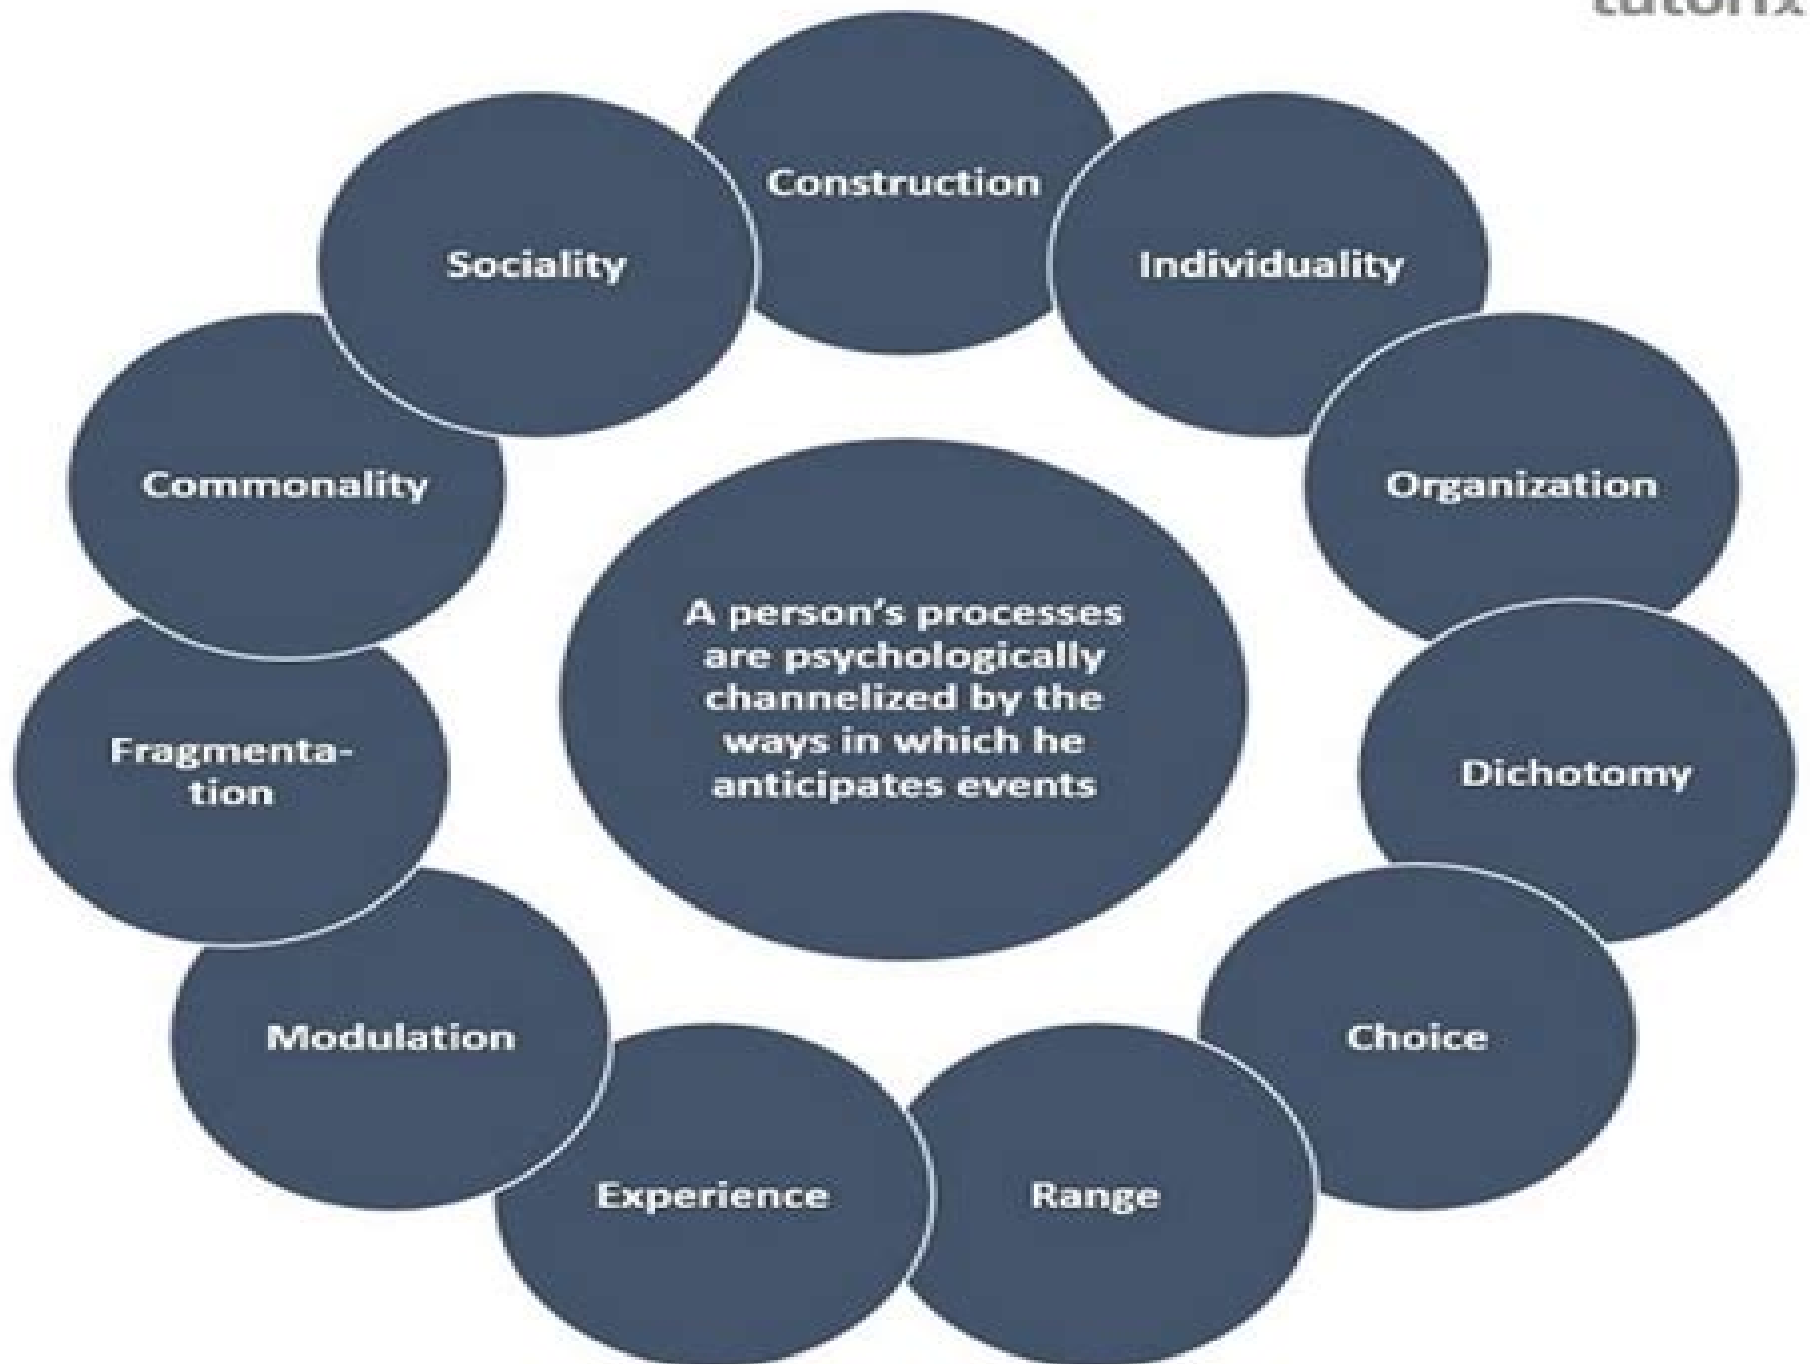 Construction
Individuality
Organization
Dichotomy
Choice
Range
Experience
Modulation
Fragmenta-
tion
Commonality
Sociality
A person's processes
are psychologically
channelized by the
ways in which he
anticipates events